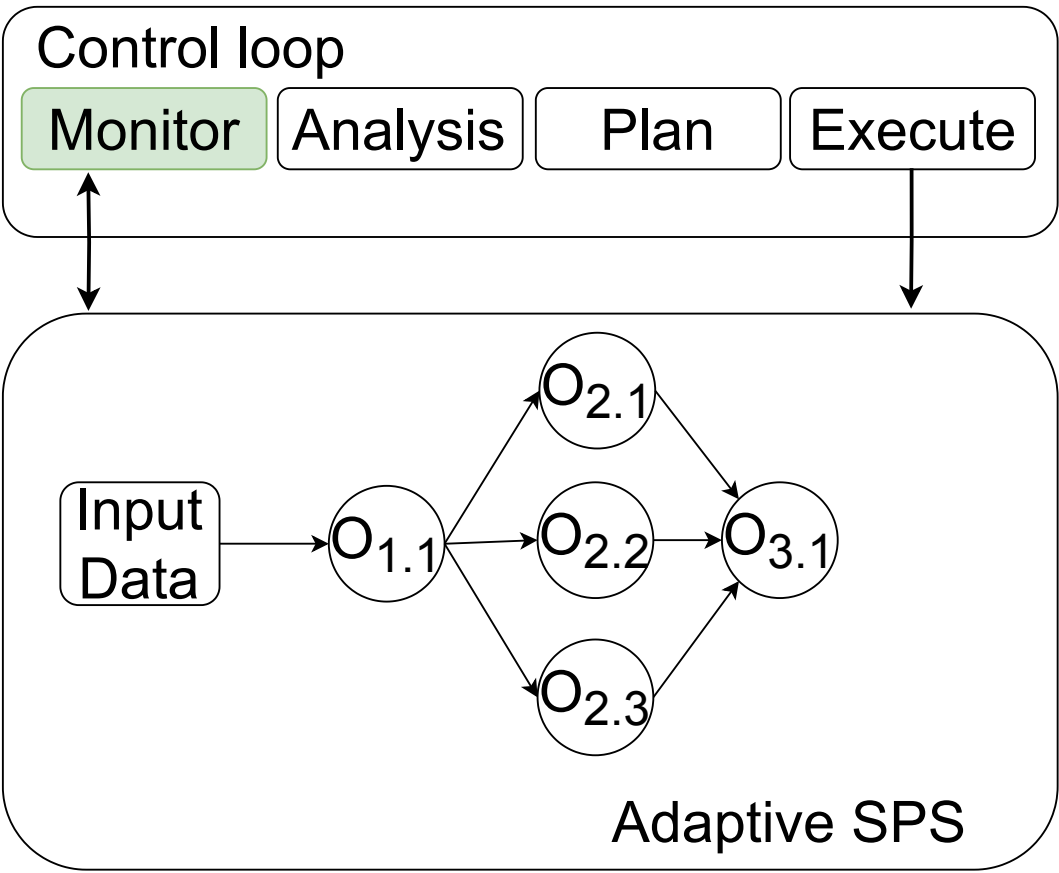 Control loop
Monitor Analysis Plan Execute
O2.1
Input
Data
O1.1
O2.2
O3.1
O2.3
Adaptive SPS